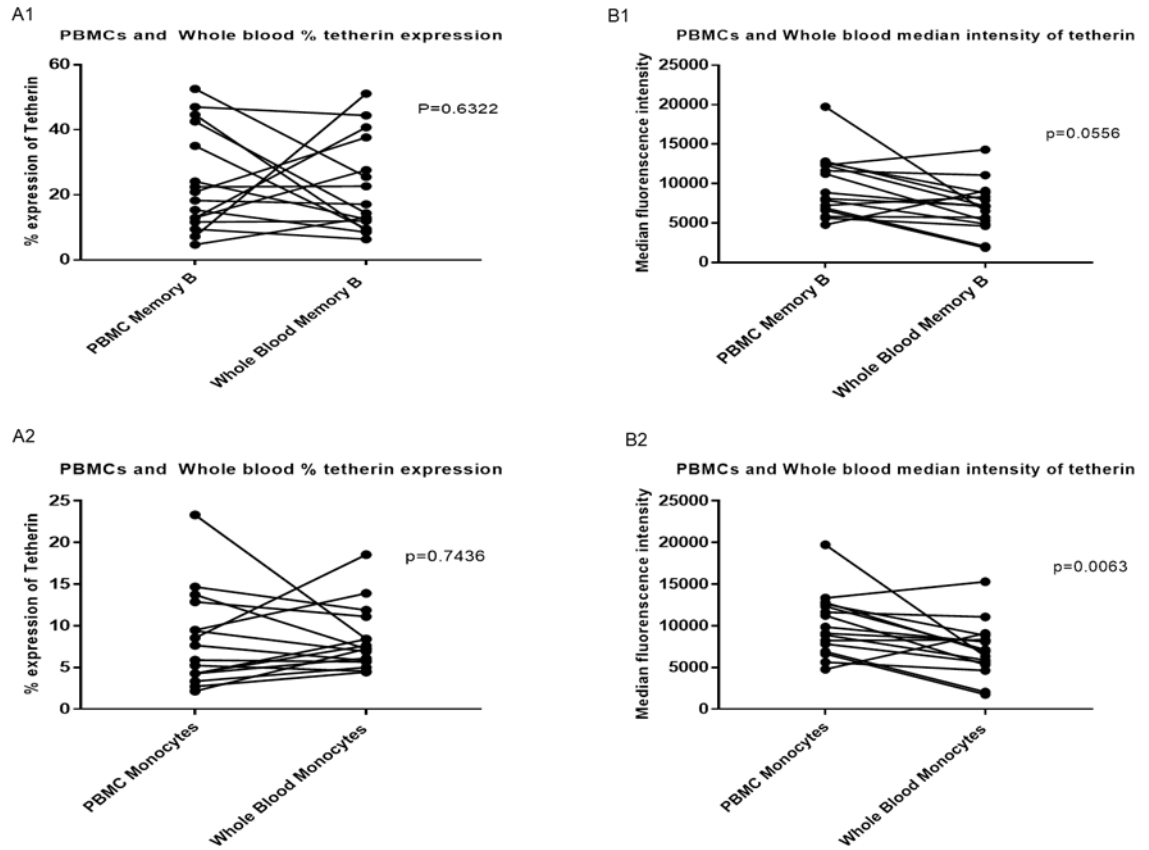 A1
PBMCs and Whole blood % tetherin expression
% expression of Tetherin
60
40
20
0
P=0.6322
PBMC Memory B
Whole Blood Memory B
B1
PBMCs and Whole blood median intensity of tetherin
Median fluorenscence intensity
25000
20000
15000
10000
5000
0
p=0.0556
PBMC Memory B
Whole Blood Memory B
A2
PBMCs and Whole blood % tetherin expression
% expression of Tetherin
25
20
15
10
5
0
p=0.7436
PBMC Monocytes
Whole Blood Monocytes
B2
PBMCs and Whole blood median intensity of tetherin
Median fluorenscence intensity
25000
20000
15000
10000
5000
0
p=0.0063
PBMC Monocytes
Whole Blood Monocytes